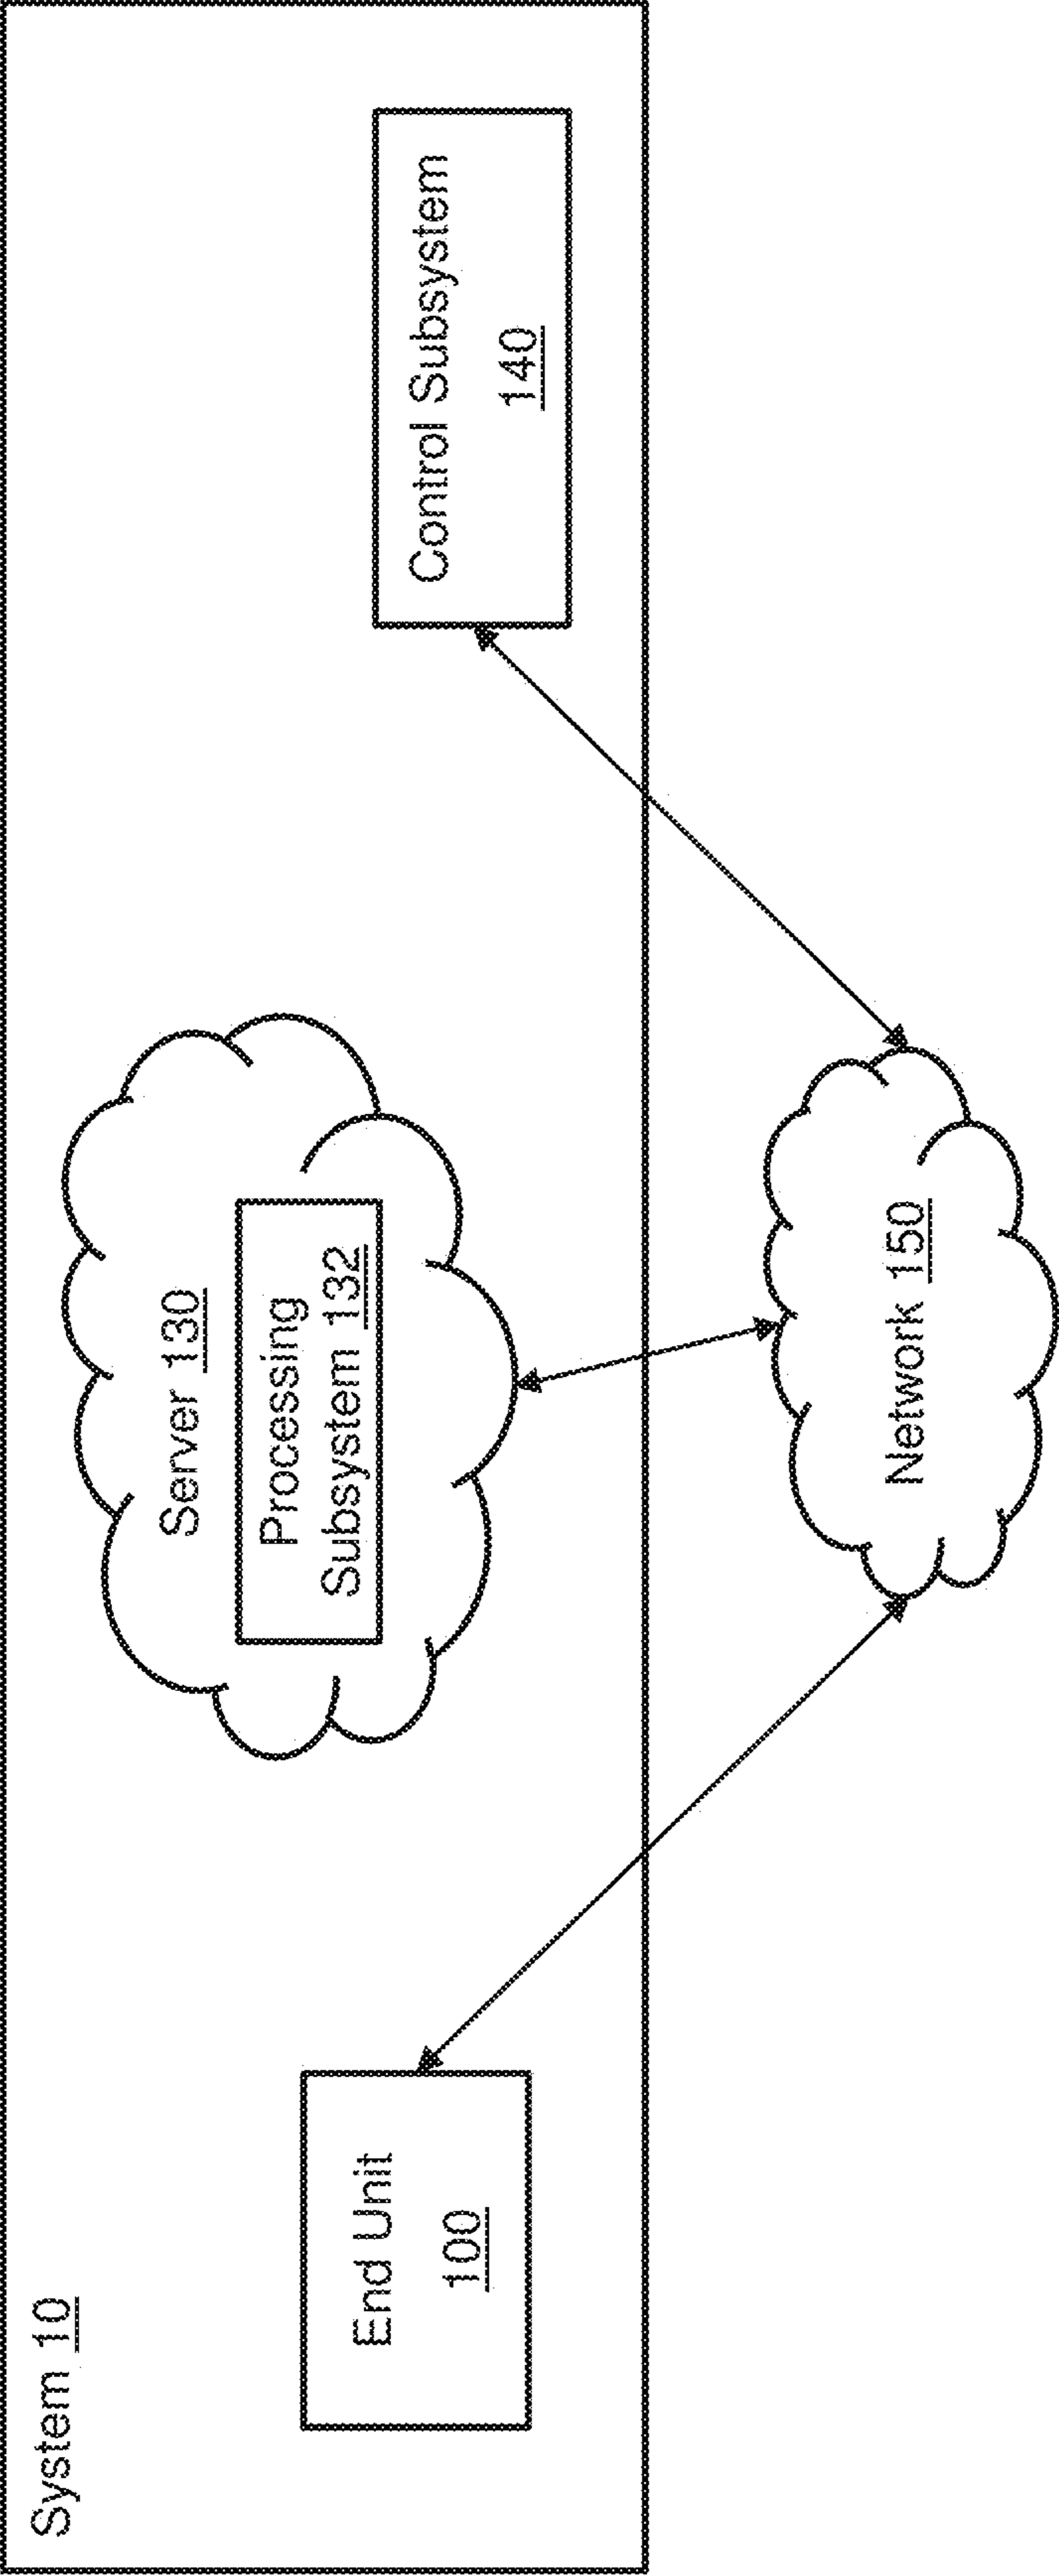 System 10
End Unit
100
Server 130
Processing
Subsystem 132
Control Subsystem
140
Network 150